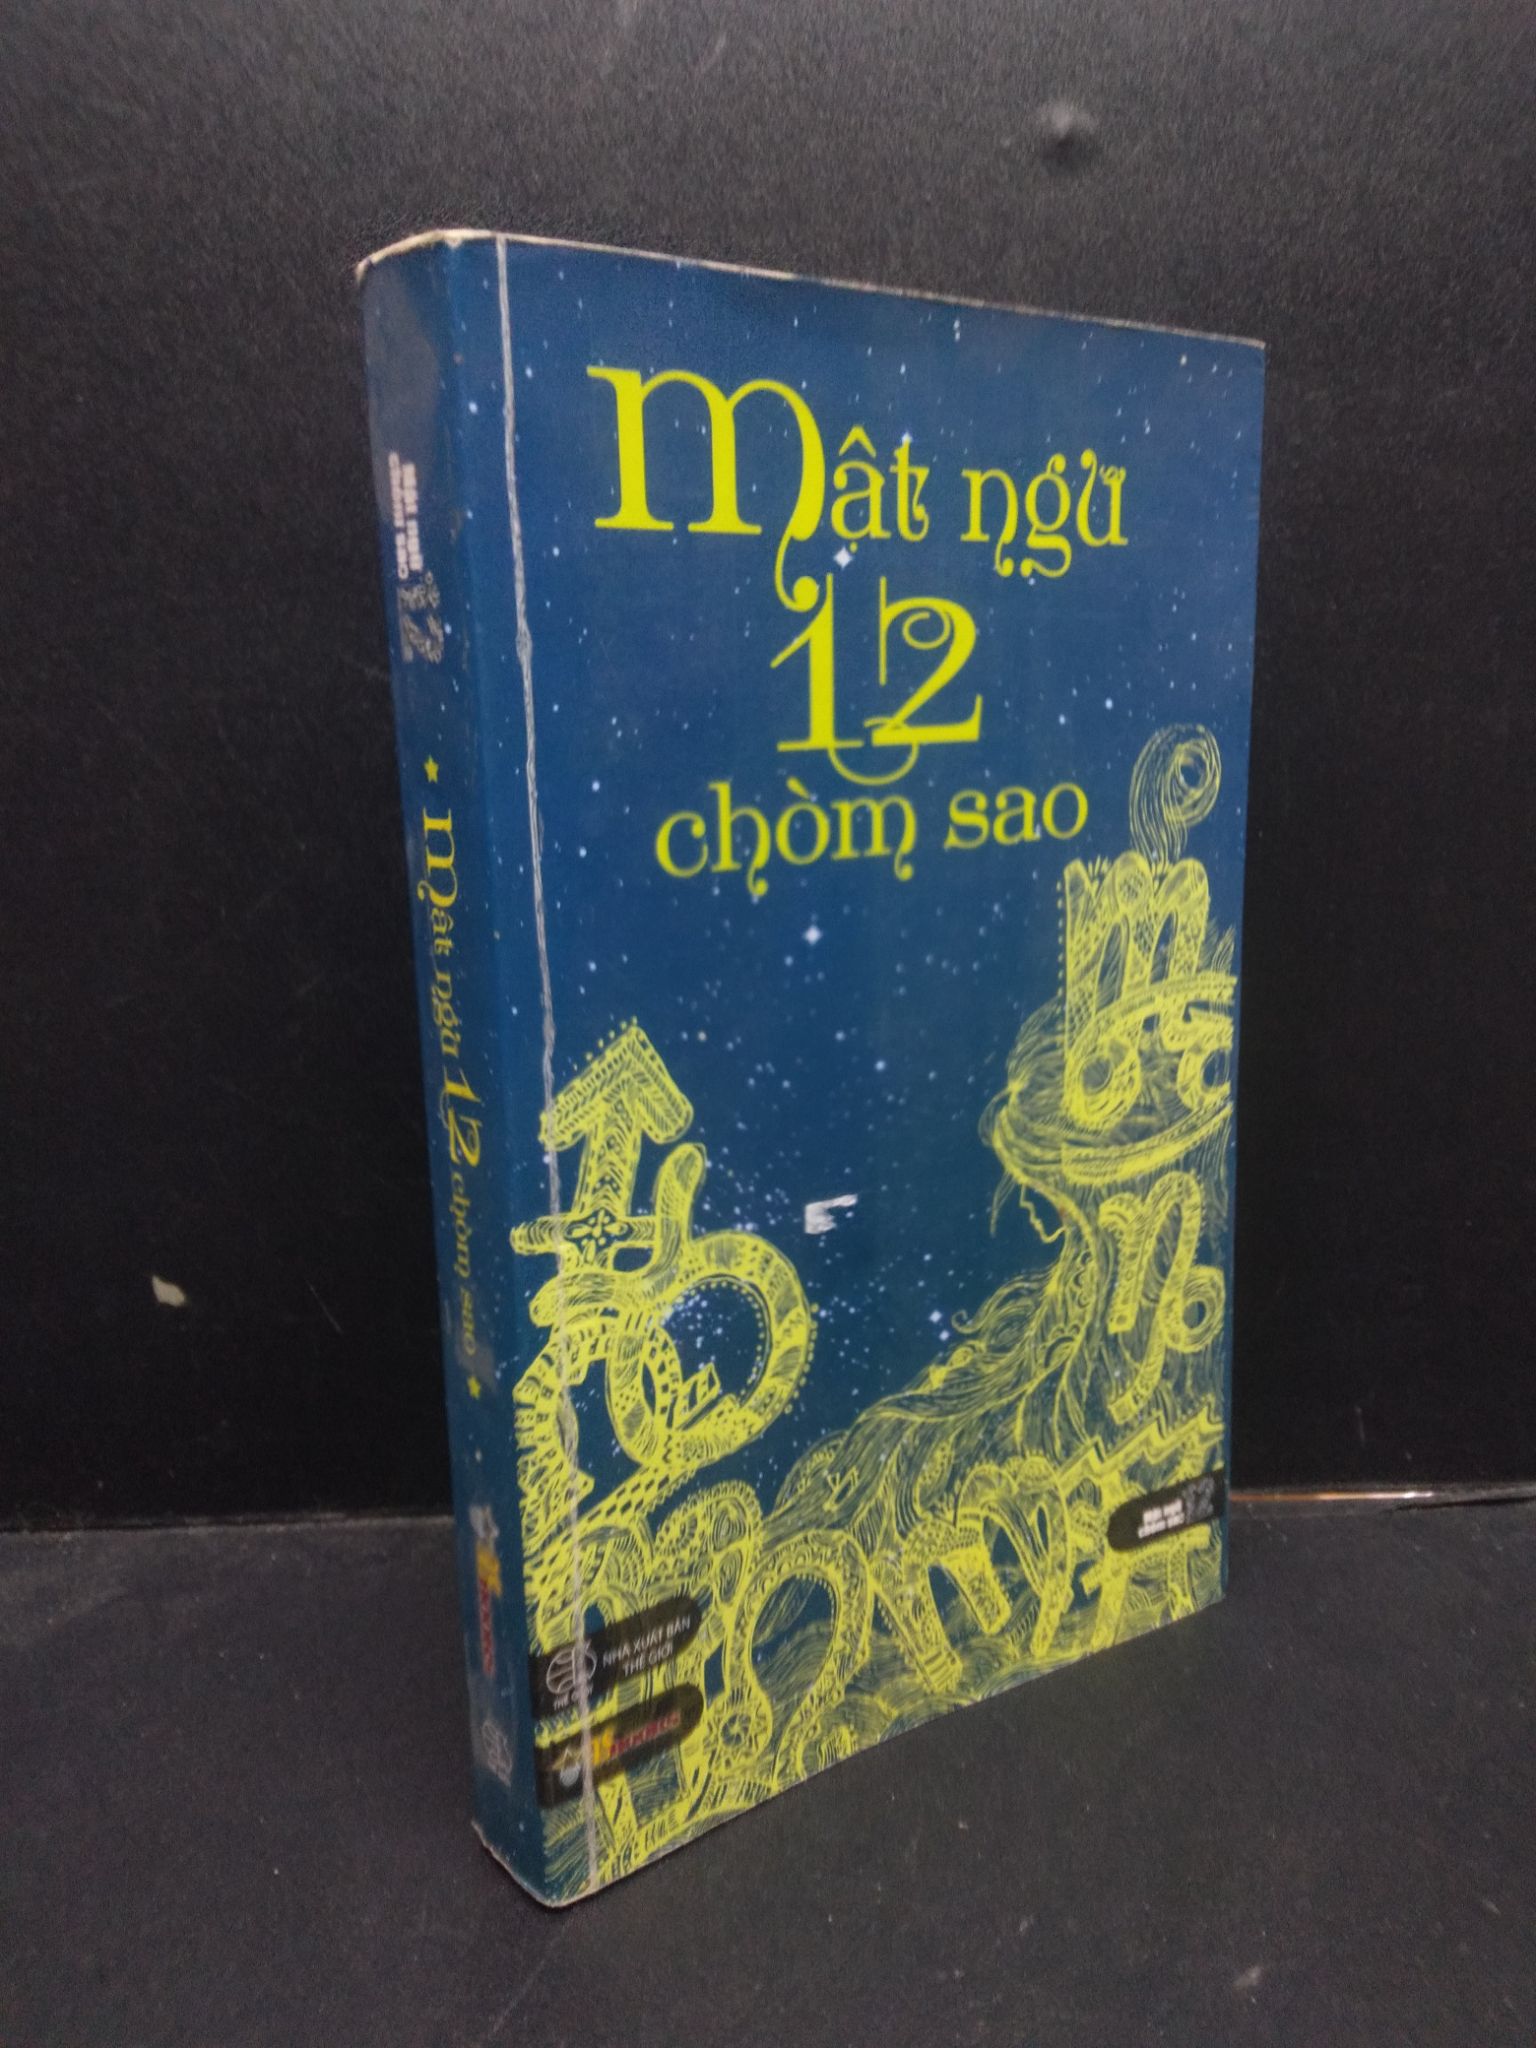 mật ngữ
12
chòm sao
★ mật ngữ 12 chòm sao ★
NHÀ XUẤT BẢN
THẾ GIỚI